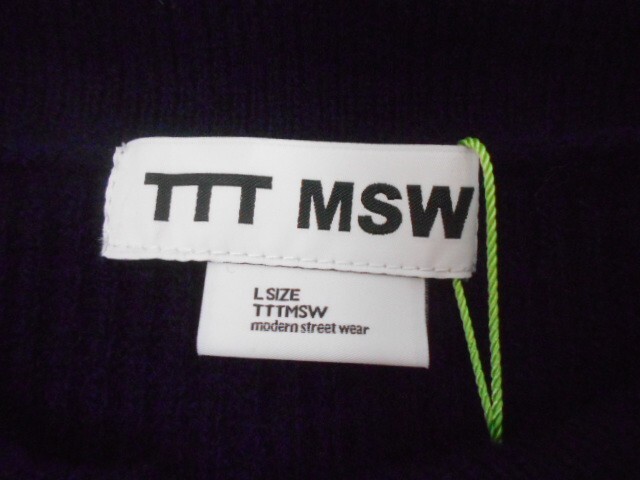 TTT MSW
L SIZE
TTTMSW
modern street wear